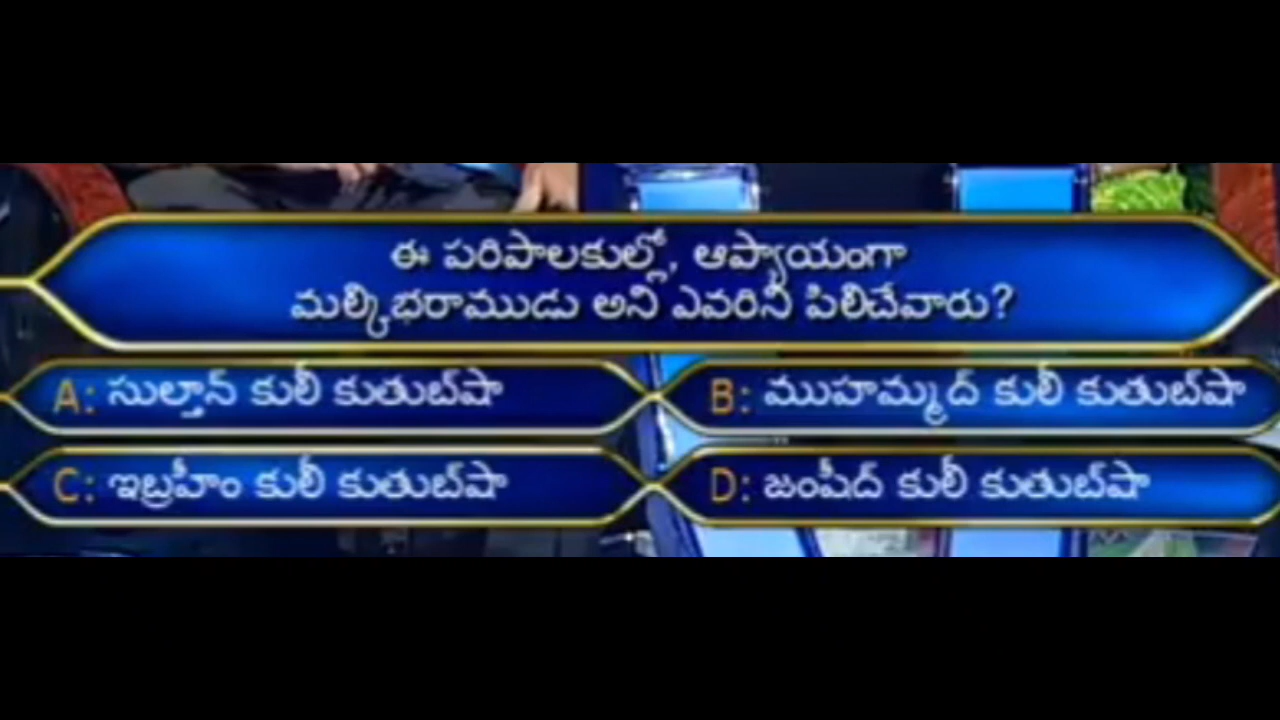 ఈ పరిపాలకుల్లో, ఆప్యాయంగా
మల్కిభరాముడు అని ఎవరిని పిలిచేవారు?
A: సుల్తాన్ కులీ కుతుబ్‌షా
B: ముహమ్మద్ కులీ కుతుబ్‌షా
C: ఇబ్రహీం కులీ కుతుబ్‌షా
D: జంషీద్ కులీ కుతుబ్‌షా